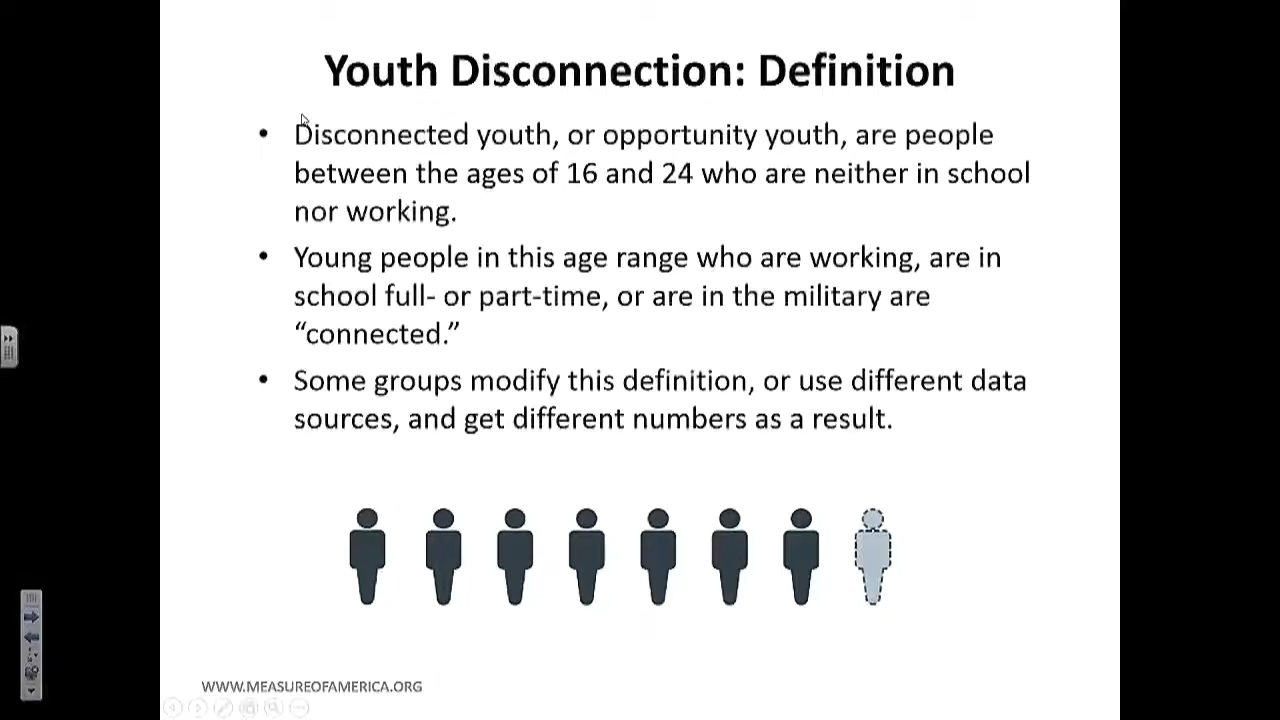 Youth Disconnection: Definition
• Disconnected youth, or opportunity youth, are people
between the ages of 16 and 24 who are neither in school
nor working.
• Young people in this age range who are working, are in
school full- or part-time, or are in the military are
“connected.”
• Some groups modify this definition, or use different data
sources, and get different numbers as a result.
WWW.MEASUREOFAMERICA.ORG